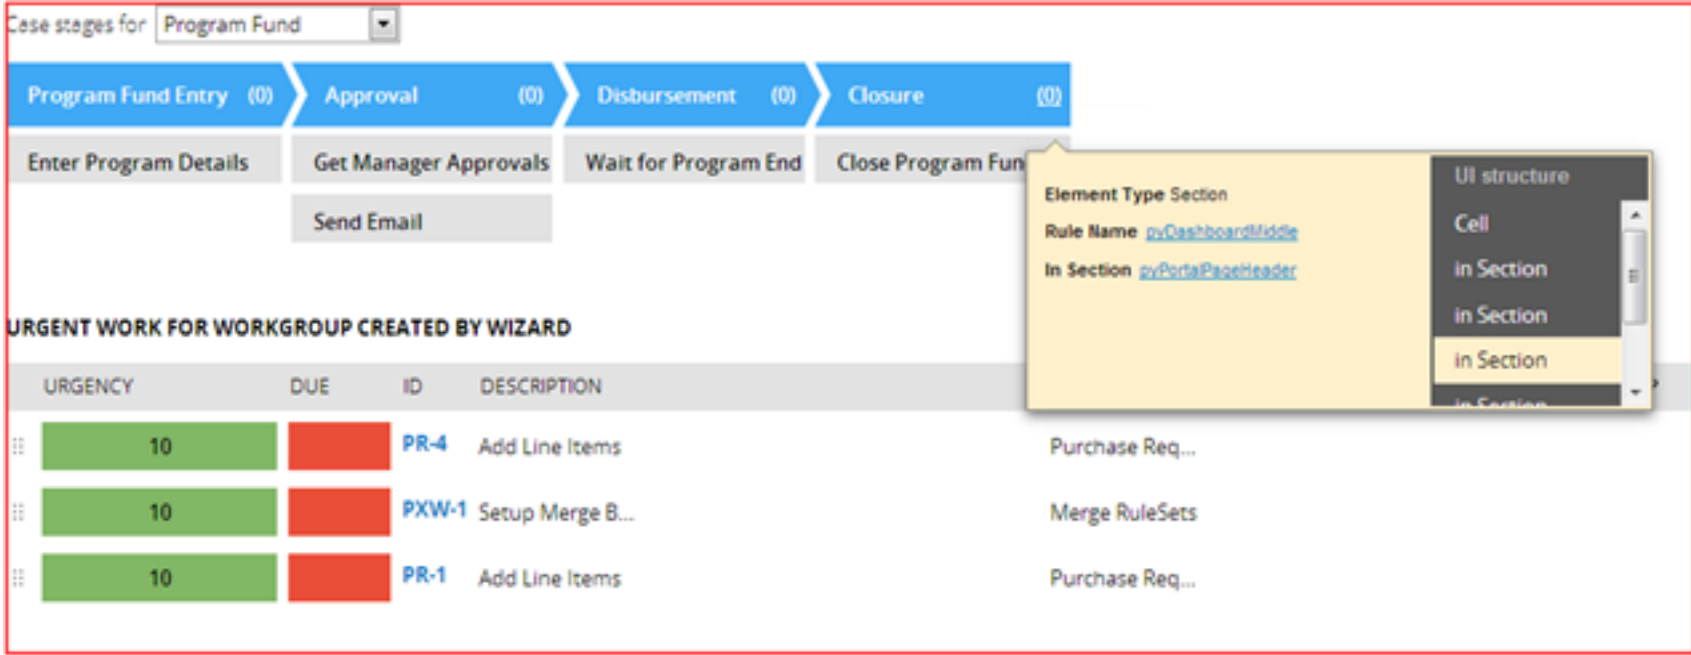 Case stages for Program Fund
Program Fund Entry (0) Approval (0) Disbursement (0) Closure (0)
Enter Program Details Get Manager Approvals Wait for Program End Close Program Fun
Send Email
Element Type Section
Rule Name pyDashboardMiddle
In Section pyPortalPageHeader
UI structure
Cell
in Section
in Section
in Section
in Section
URGENT WORK FOR WORKGROUP CREATED BY WIZARD
URGENCY DUE ID DESCRIPTION
10 PR-4 Add Line Items Purchase Req...
10 PXW-1 Setup Merge B... Merge RuleSets
10 PR-1 Add Line Items Purchase Req...